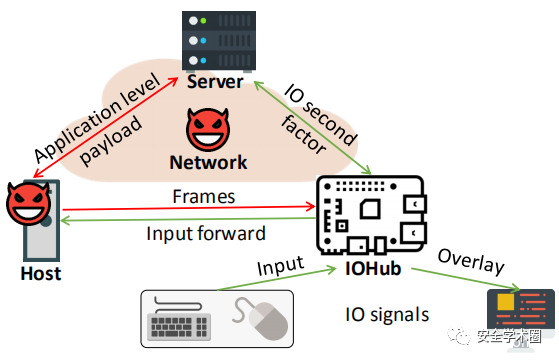 Server
Application level
payload
IO second
factor
Network
Frames
Input forward
Host
IOHub
Input
Overlay
IO signals
安全学术圈